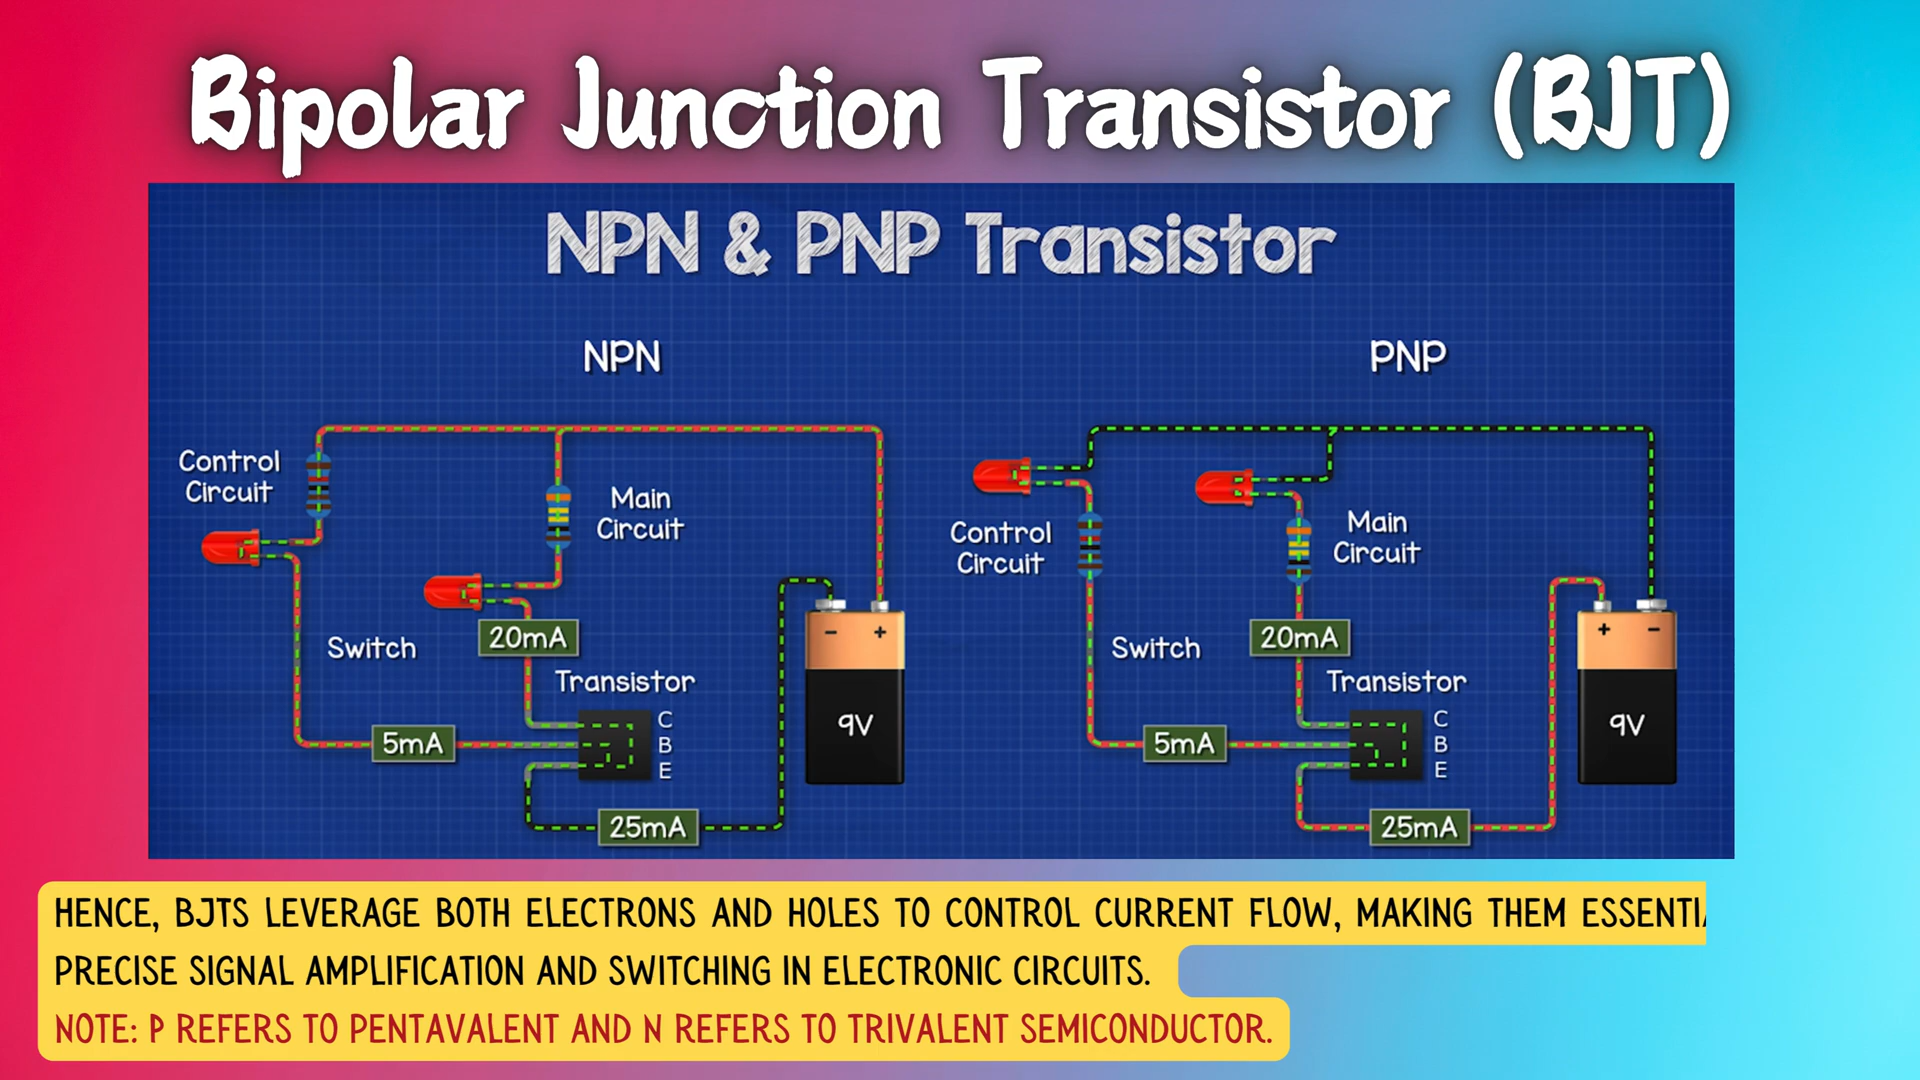 Bipolar Junction Transistor (BJT)
NPN & PNP Transistor
NPN
PNP
Control
Circuit
Main
Circuit
Switch
20mA
Transistor
C
B
E
5mA
25mA
- +
9V
Control
Circuit
Main
Circuit
Switch
20mA
Transistor
C
B
E
5mA
25mA
+ -
9V
HENCE, BJTS LEVERAGE BOTH ELECTRONS AND HOLES TO CONTROL CURRENT FLOW, MAKING THEM
PRECISE SIGNAL AMPLIFICATION AND SWITCHING IN ELECTRONIC CIRCUITS.
NOTE: P REFERS TO PENTAVALENT AND N REFERS TO TRIVALENT SEMICONDUCTOR.